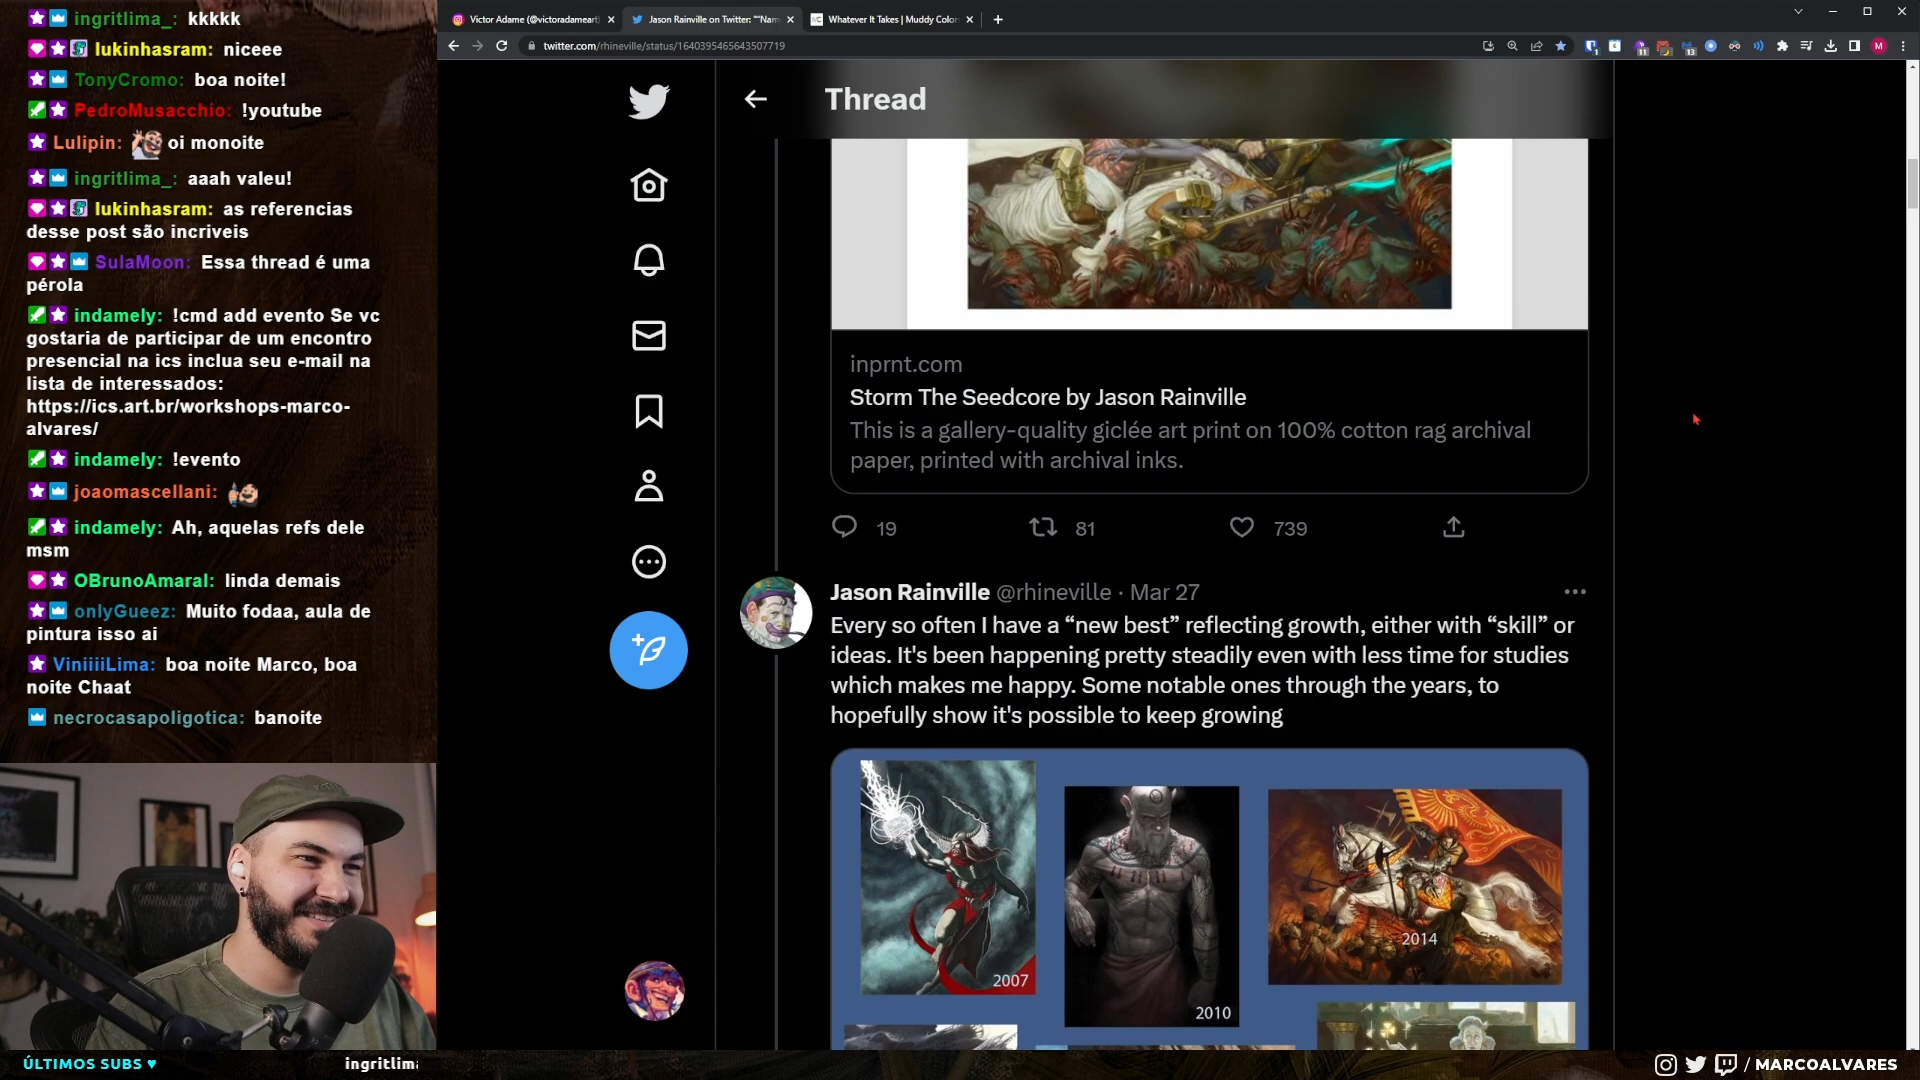 ingritlima_: kkkkk
lukinhasram: niceee
TonyCromo: boa noite!
PedroMusacchio: !youtube
Lulipin: oi monoite
ingritlima_: aaah valeu!
lukinhasram: as referencias
desse post são incriveis
SulaMoon: Essa thread é uma
pérola
indamely: !cmd add evento Se vc
gostaria de participar de um encontro
presencial na ics inclua seu e-mail na
lista de interessados:
https://ics.art.br/workshops-marco-
alvares/
indamely: !evento
joaomascellani:
indamely: Ah, aquelas refs dele
msm
OBrunoAmaral: linda demais
onlyGueez: Muito fodaa, aula de
pintura isso ai
ViniiiiLima: boa noite Marco, boa
noite Chaat
necrocasapoligotica: banoite
ÚLTIMOS SUBS ♥
ingritlima
Victor Adame (@victoradameart)
Jason Rainville on Twitter: ""Nam
Whatever It Takes | Muddy Color
twitter.com/rhineville/status/1640395465643507719
11
13
M
Thread
inprnt.com
Storm The Seedcore by Jason Rainville
This is a gallery-quality giclée art print on 100% cotton rag archival
paper, printed with archival inks.
19 81 739
Jason Rainville @rhineville · Mar 27
Every so often I have a “new best” reflecting growth, either with “skill” or
ideas. It's been happening pretty steadily even with less time for studies
which makes me happy. Some notable ones through the years, to
hopefully show it's possible to keep growing
2007
2010
2014
/ MARCOALVARES